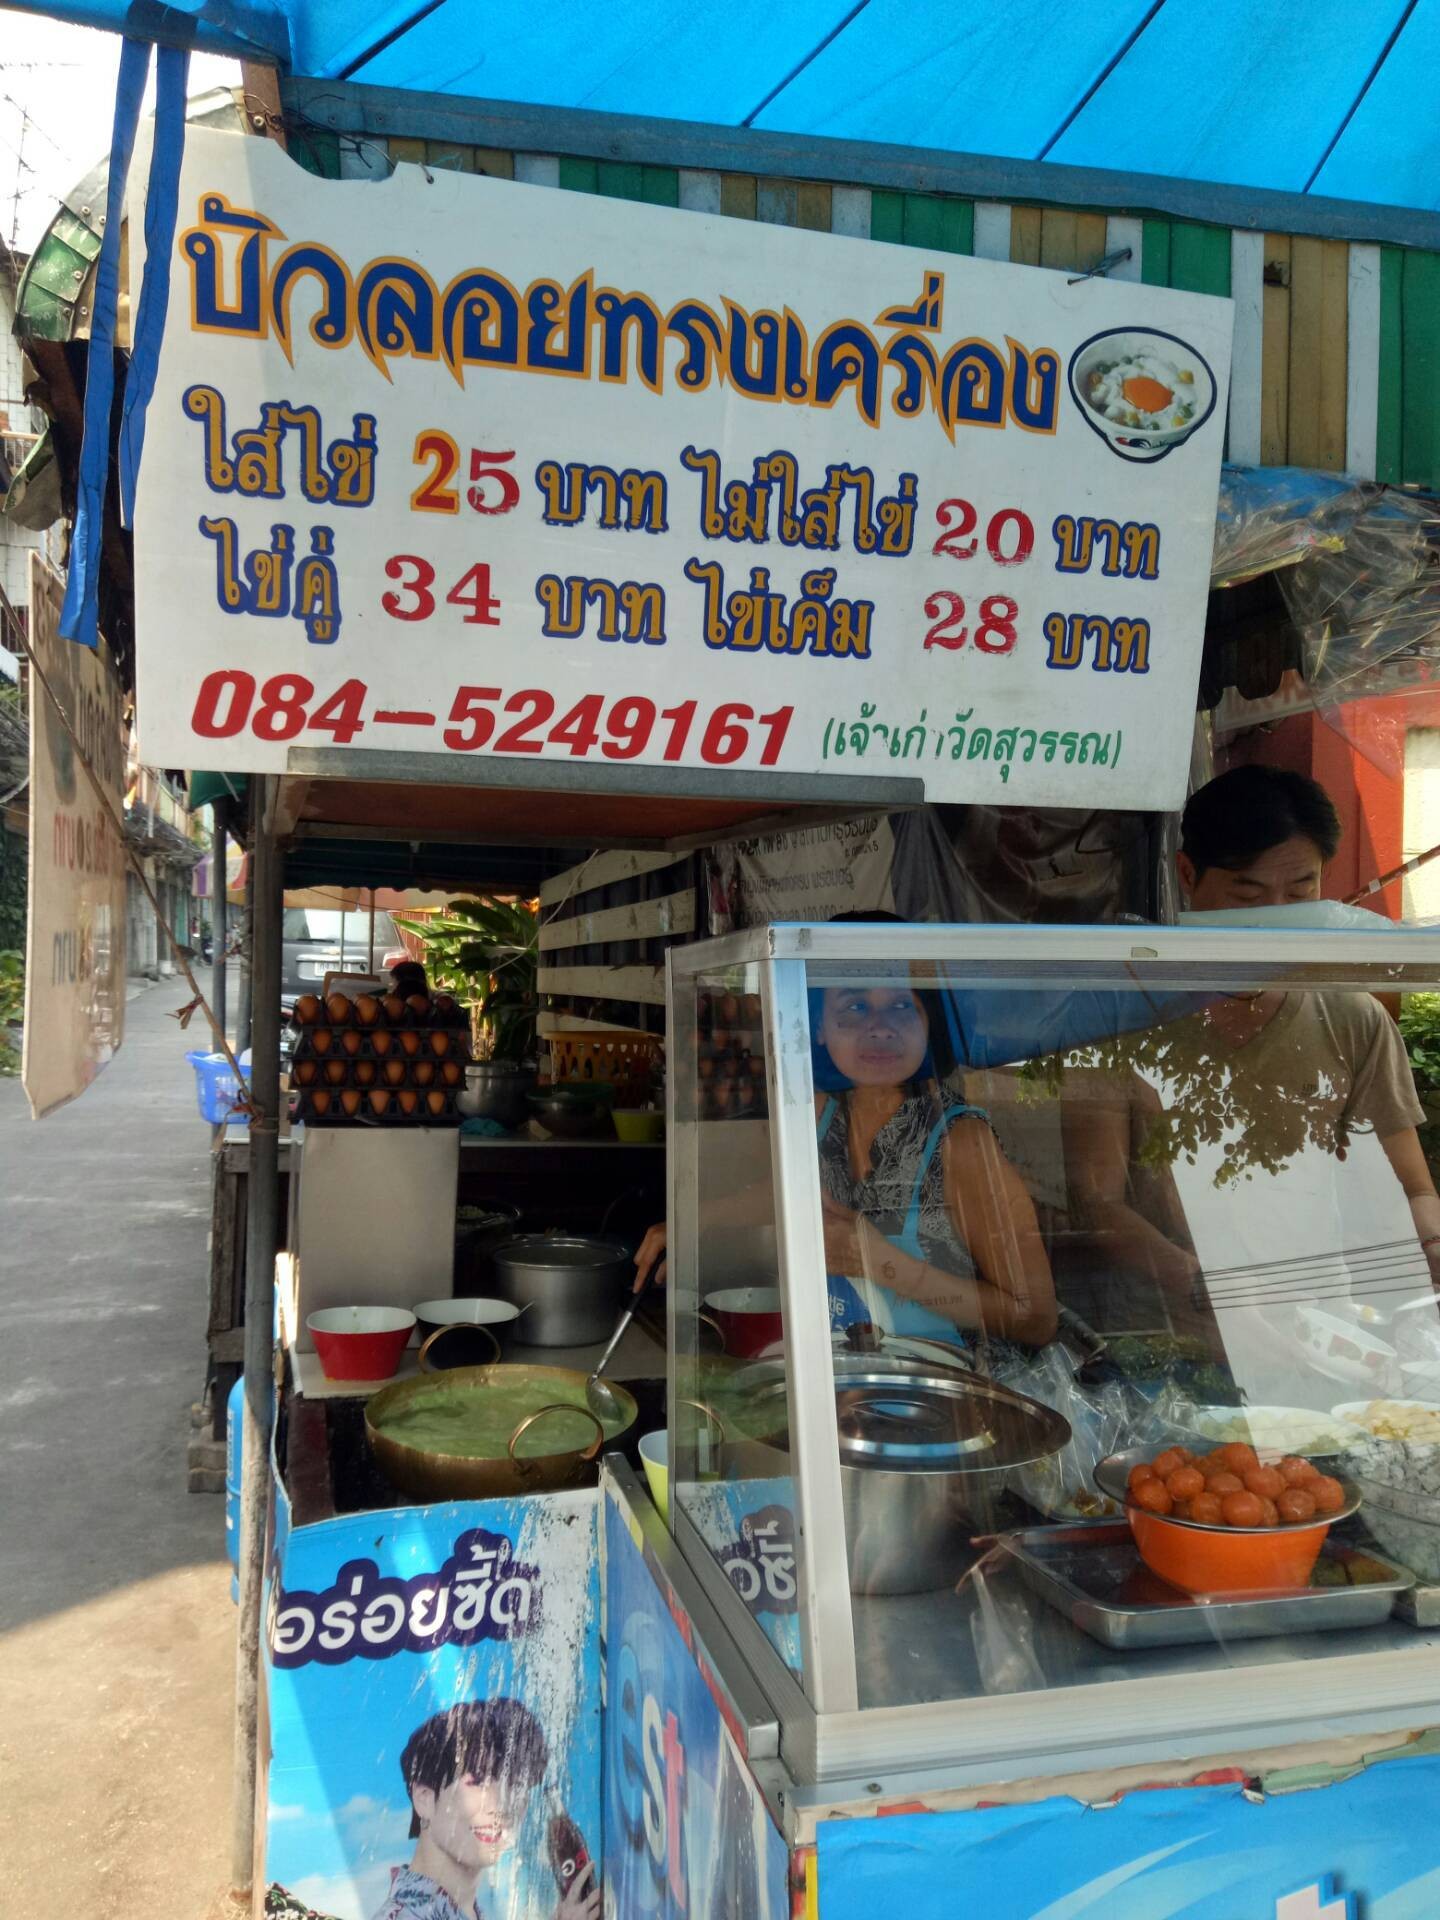 บัวลอยทรงเครื่อง
ใส่ไข่ 25 บาท ไม่ใส่ไข่ 20 บาท
ไข่คู่ 34 บาท ไข่เค็ม 28 บาท
084-5249161 (เจ้าเก่าวัดสุวรรณ)
อร่อยซี้ด
est